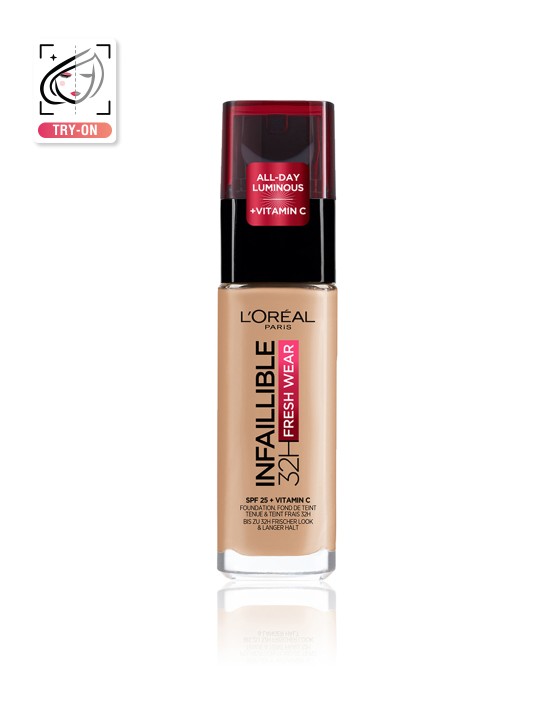 TRY-ON
ALL-DAY
LUMINOUS
+VITAMIN C
L'ORÉAL
PARIS
INFAILLIBLE
32H FRESH WEAR
SPF 25 + VITAMIN C
FOUNDATION. FOND DE TEINT
TENUE & TEINT FRAIS 32H
BIS ZU 32H FRISCHER LOOK
& LANGER HALT